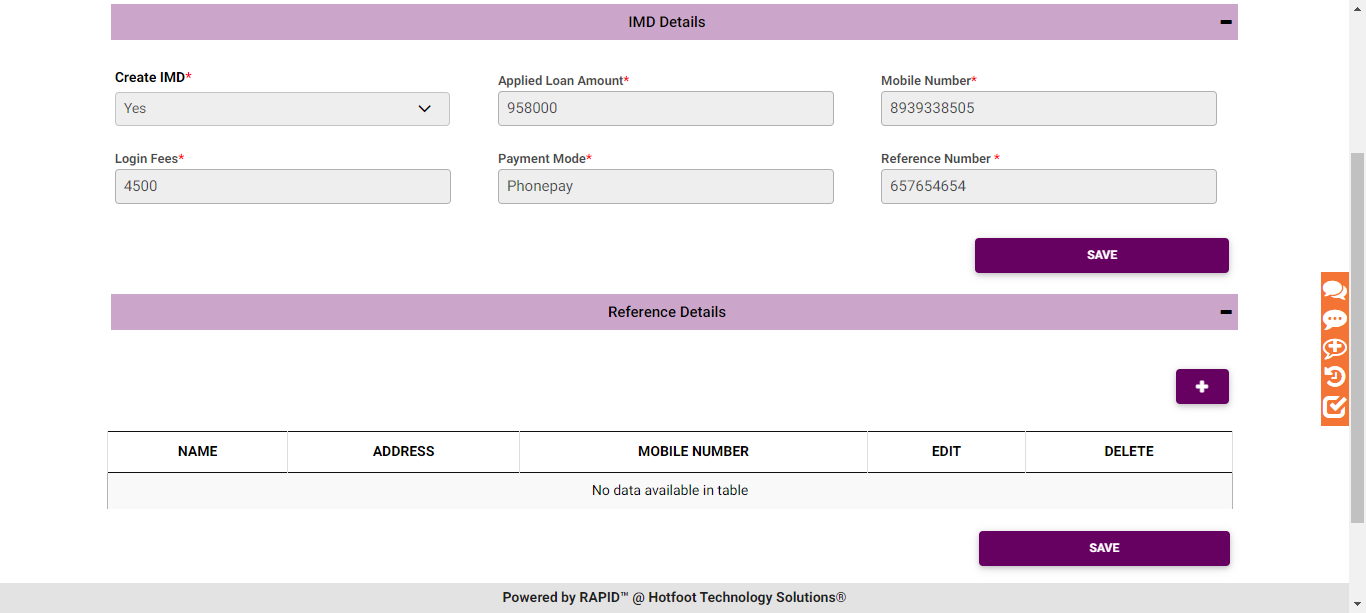 IMD Details
Create IMD*
Applied Loan Amount*
Mobile Number*
Yes
958000
8939338505
Login Fees*
Payment Mode*
Reference Number *
4500
Phonepay
657654654
SAVE
Reference Details
NAME ADDRESS MOBILE NUMBER EDIT DELETE
No data available in table
SAVE
Powered by RAPID™ @ Hotfoot Technology Solutions®